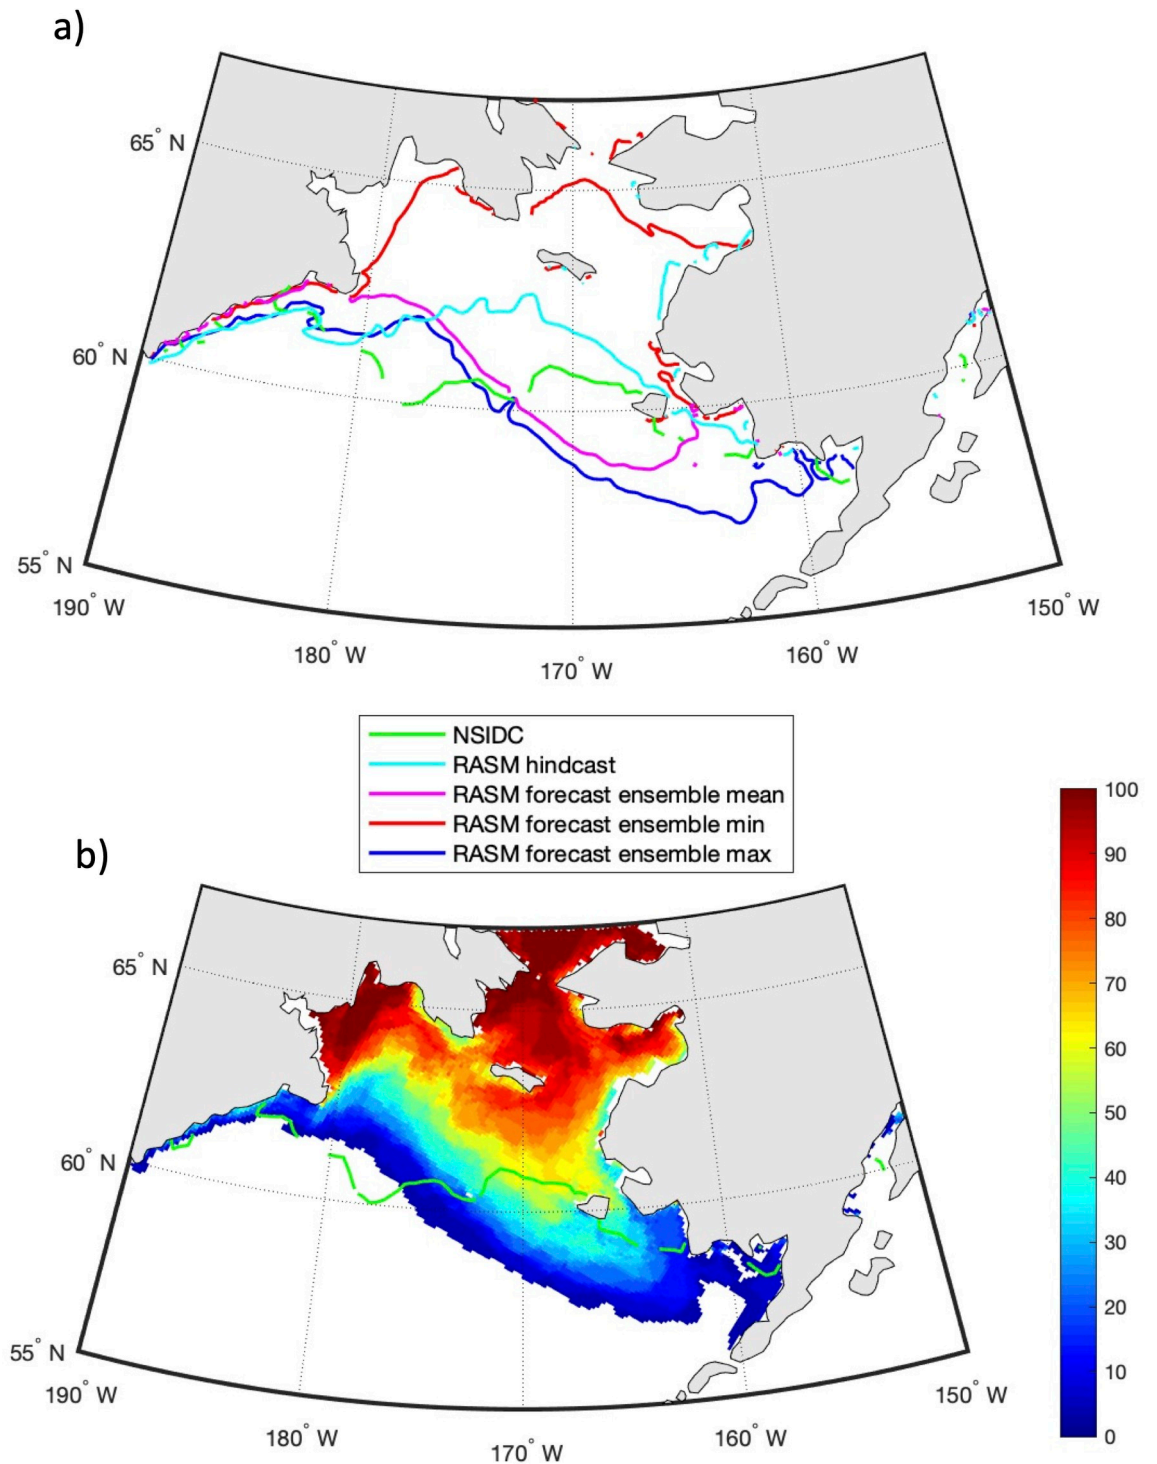 a)
65° N
60° N
55° N
190° W
180° W
170° W
160° W
150° W
NSIDC
RASM hindcast
RASM forecast ensemble mean
RASM forecast ensemble min
RASM forecast ensemble max
b)
100
90
80
70
60
50
40
30
20
10
0
65° N
60° N
55° N
190° W
180° W
170° W
160° W
150° W